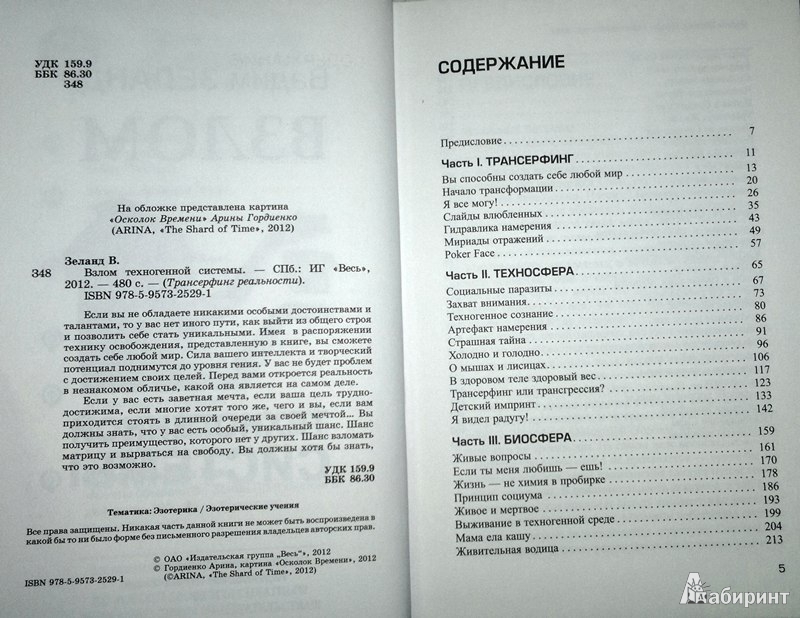 УДК 159.9
ББК 86.30
348
На обложке представлена картина
«Осколок Времени» Арины Гордиенко
(ARINA, «The Shard of Time», 2012)
Зеланд В.
348 Взлом техногенной системы. — СПб.: ИГ «Весь»,
2012. — 480 с. — (Трансерфинг реальности).
ISBN 978-5-9573-2529-1
Если вы не обладаете никакими особыми достоинствами и
талантами, то у вас нет иного пути, как выйти из общего строя
и позволить себе стать уникальными. Имея в распоряжении
технику освобождения, представленную в книге, вы сможете
создать себе любой мир. Сила вашего интеллекта и творческий
потенциал поднимутся до уровня гения. У вас не будет проблем
с достижением своих целей. Перед вами откроется реальность
в незнакомом обличье, какой она является на самом деле.
Если у вас есть заветная мечта, если ваша цель трудно-
достижима, если многие хотят того же, чего и вы, если вам
приходится стоять в длинной очереди за своей мечтой... Вы
должны знать, что у вас есть особый, уникальный шанс. Шанс
получить преимущество, которого нет у других. Шанс взломать
матрицу и вырваться на свободу. Вы должны хотя бы знать,
что это возможно.
УДК 159.9
ББК 86.30
Тематика: Эзотерика / Эзотерические учения
Все права защищены. Никакая часть данной книги не может быть воспроизведена в
какой бы то ни было форме без письменного разрешения владельцев авторских прав.
© ОАО «Издательская группа „Весь"», 2012
© Гордиенко Арина, картина «Осколок Времени», 2012
(©ARINA, «The Shard of Time», 2012)
ISBN 978-5-9573-2529-1
СОДЕРЖАНИЕ
Предисловие 7
Часть I. ТРАНСЕРФИНГ 11
Вы способны создать себе любой мир 13
Начало трансформации 20
Я все могу! 26
Слайды влюбленных 35
Гидравлика намерения 43
Мириады отражений 49
Poker Face 57
Часть II. ТЕХНОСФЕРА 65
Социальные паразиты 67
Захват внимания 73
Техногенное сознание 80
Артефакт намерения 86
Страшная тайна 91
Холодно и голодно 96
О мышах и лисицах 106
В здоровом теле здоровый вес 117
Трансерфинг или трансгрессия? 123
Детский импринт 133
Я видел радугу! 142
Часть III. БИОСФЕРА 159
Живые вопросы 161
Если ты меня любишь — ешь! 170
Жизнь — не химия в пробирке 178
Принцип социума 186
Живое и мертвое 193
Выживание в техногенной среде 199
Мама ела кашу 204
Живительная водица 213
5
Лабиринт